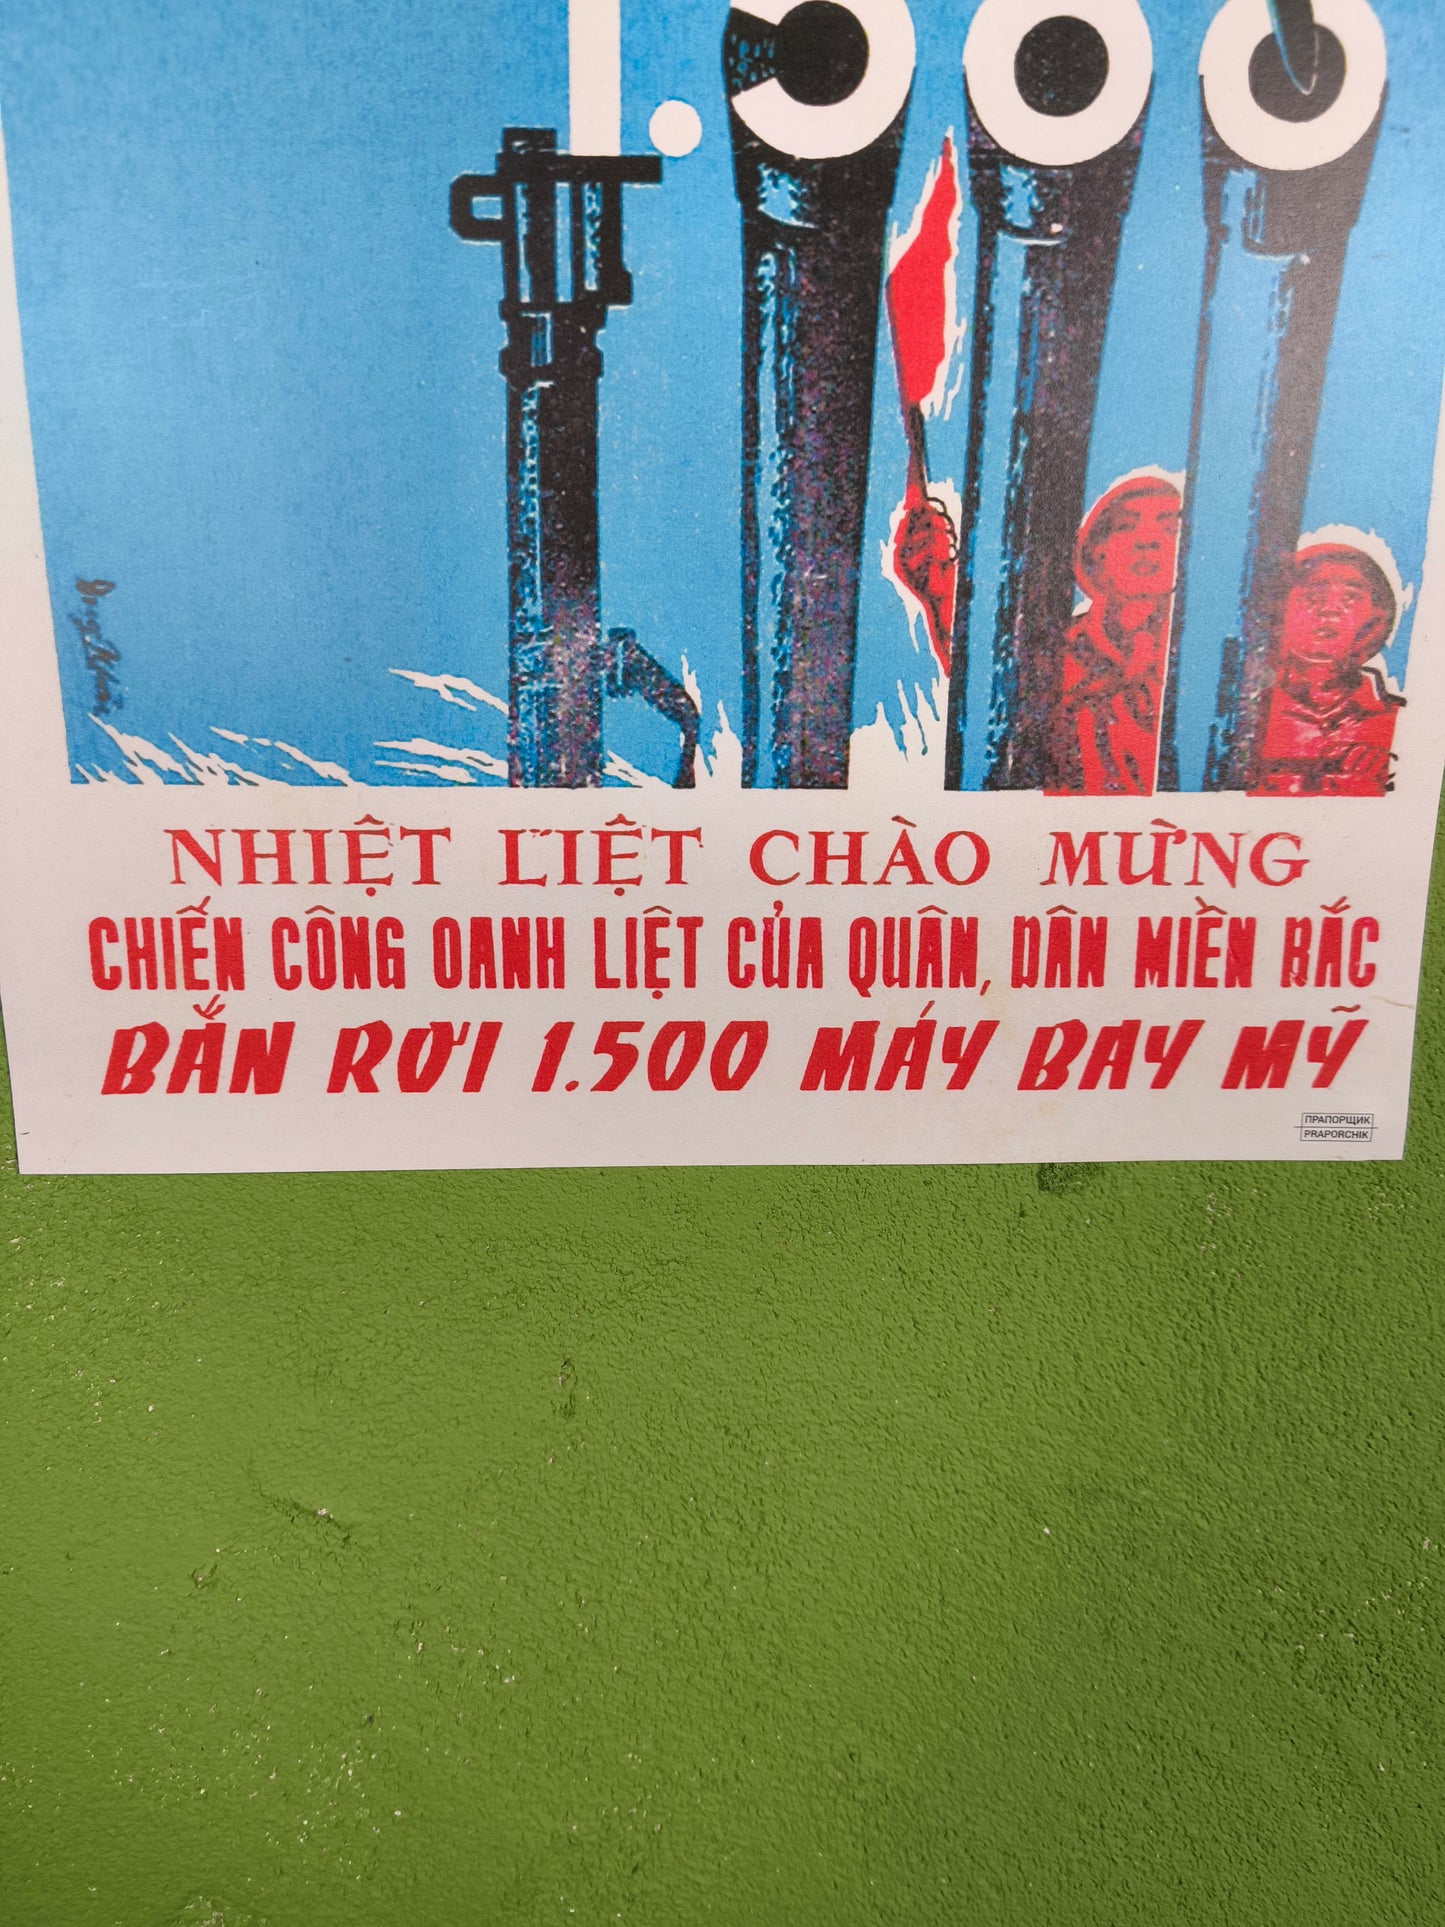 1.500
NHIỆT LIỆT CHÀO MỪNG
CHIẾN CÔNG OANH LIỆT CỦA QUÂN, DÂN MIỀN BẮC
BẮN RƠI 1.500 MÁY BAY MỸ
ПРАПОРЩИК
PRAPORCHIK